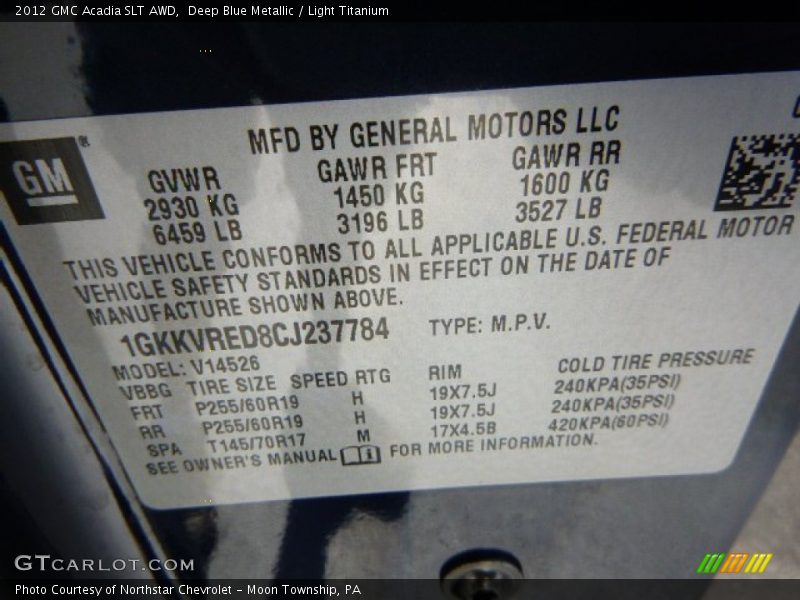 2012 GMC Acadia SLT AWD, Deep Blue Metallic / Light Titanium
MFD BY GENERAL MOTORS LLC
GM®
GVWR GAWR FRT GAWR RR
2930 KG 1450 KG 1600 KG
6459 LB 3196 LB 3527 LB
THIS VEHICLE CONFORMS TO ALL APPLICABLE U.S. FEDERAL MOTOR
VEHICLE SAFETY STANDARDS IN EFFECT ON THE DATE OF
MANUFACTURE SHOWN ABOVE.
1GKKVRED8CJ237784 TYPE: M.P.V.
MODEL: V14526
VBBG TIRE SIZE SPEED RTG RIM COLD TIRE PRESSURE
FRT P255/60R19 H 19X7.5J 240KPA(35PSI)
RR P255/60R19 H 19X7.5J 240KPA(35PSI)
SPA T145/70R17 M 17X4.5B 420KPA(60PSI)
SEE OWNER'S MANUAL FOR MORE INFORMATION.
GTCARLOT.COM
Photo Courtesy of Northstar Chevrolet - Moon Township, PA